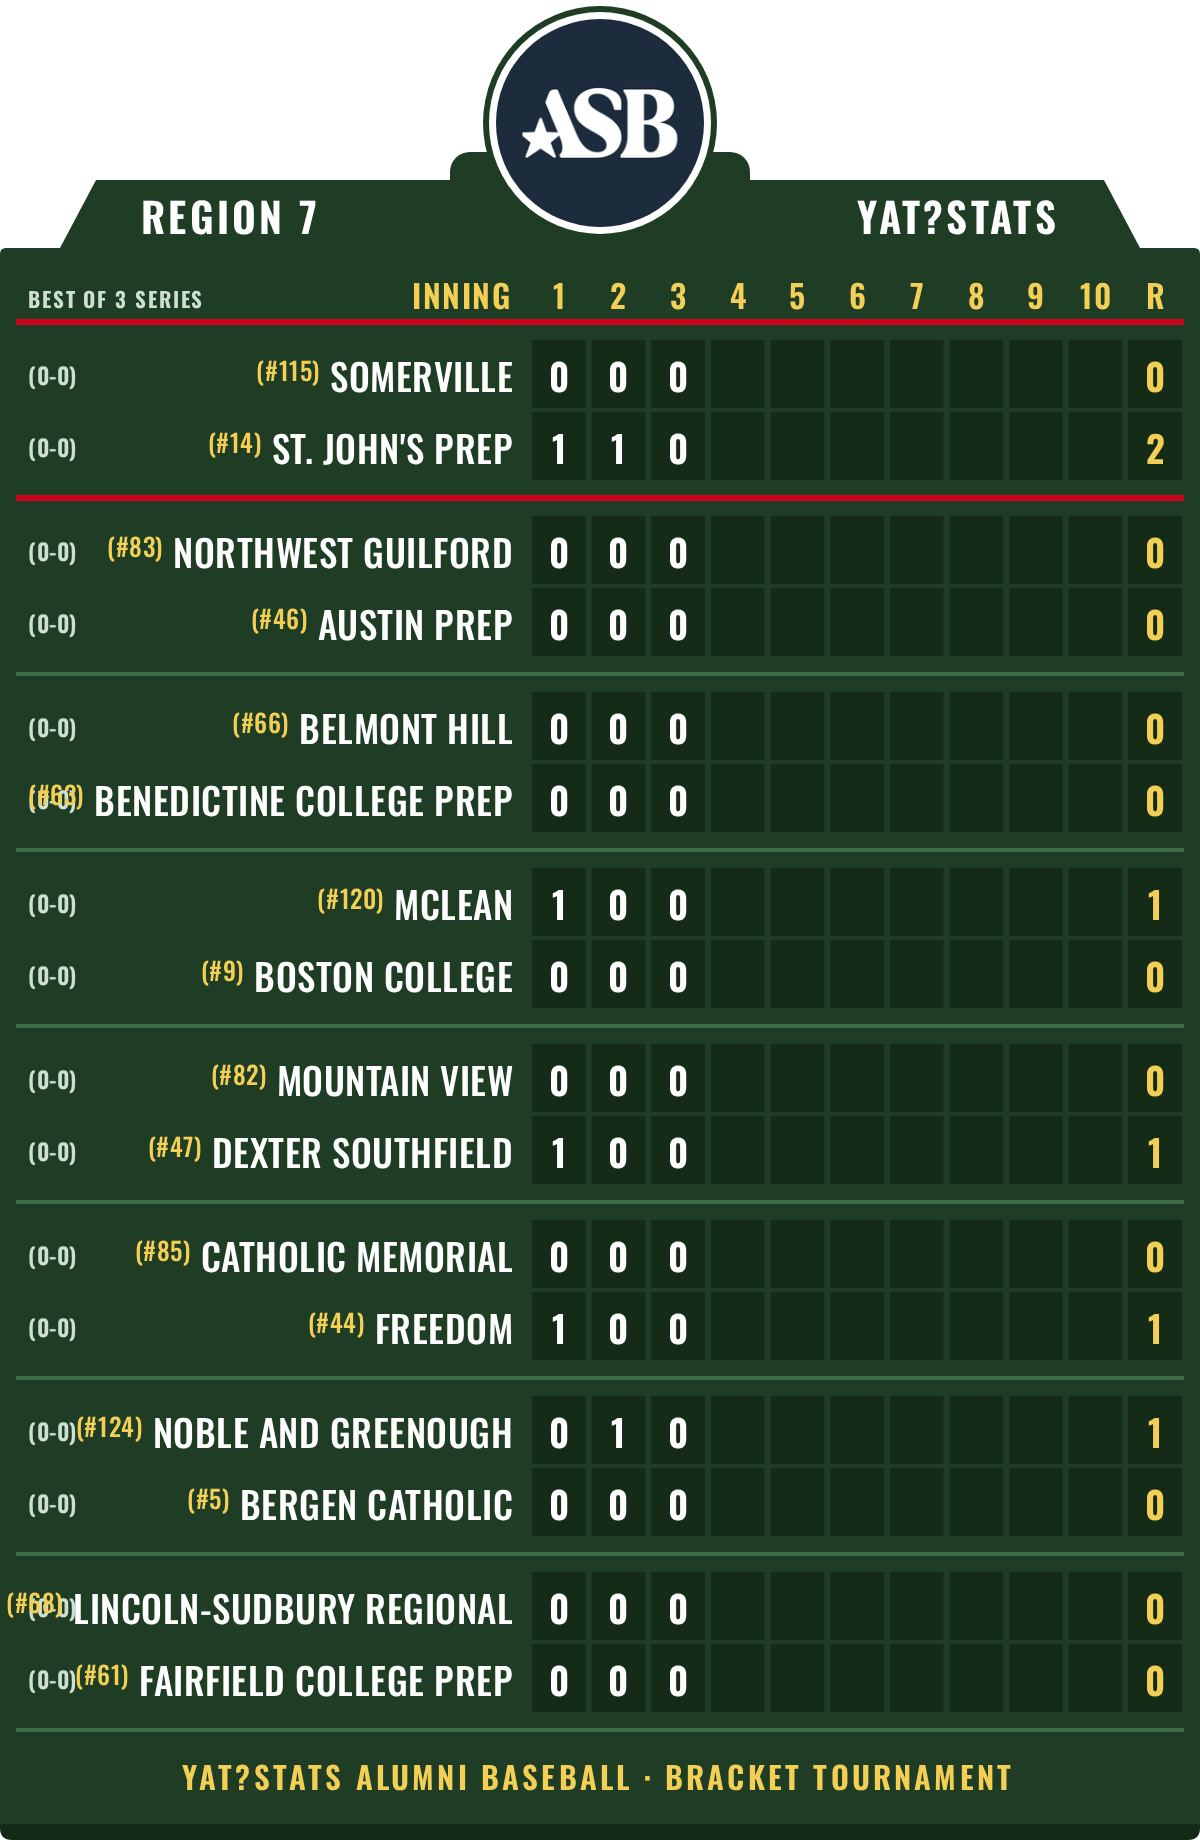 ASB
REGION 7 YAT?STATS
BEST OF 3 SERIES INNING 1 2 3 4 5 6 7 8 9 10 R
(0-0) (#115) SOMERVILLE 0 0 0 0
(0-0) (#14) ST. JOHN'S PREP 1 1 0 2
(0-0) (#83) NORTHWEST GUILFORD 0 0 0 0
(0-0) (#46) AUSTIN PREP 0 0 0 0
(0-0) (#66) BELMONT HILL 0 0 0 0
(0-0) (#63) BENEDICTINE COLLEGE PREP 0 0 0 0
(0-0) (#120) MCLEAN 1 0 0 1
(0-0) (#9) BOSTON COLLEGE 0 0 0 0
(0-0) (#82) MOUNTAIN VIEW 0 0 0 0
(0-0) (#47) DEXTER SOUTHFIELD 1 0 0 1
(0-0) (#85) CATHOLIC MEMORIAL 0 0 0 0
(0-0) (#44) FREEDOM 1 0 0 1
(0-0) (#124) NOBLE AND GREENOUGH 0 1 0 1
(0-0) (#5) BERGEN CATHOLIC 0 0 0 0
(0-0) (#68) LINCOLN-SUDBURY REGIONAL 0 0 0 0
(0-0) (#61) FAIRFIELD COLLEGE PREP 0 0 0 0
YAT?STATS ALUMNI BASEBALL · BRACKET TOURNAMENT